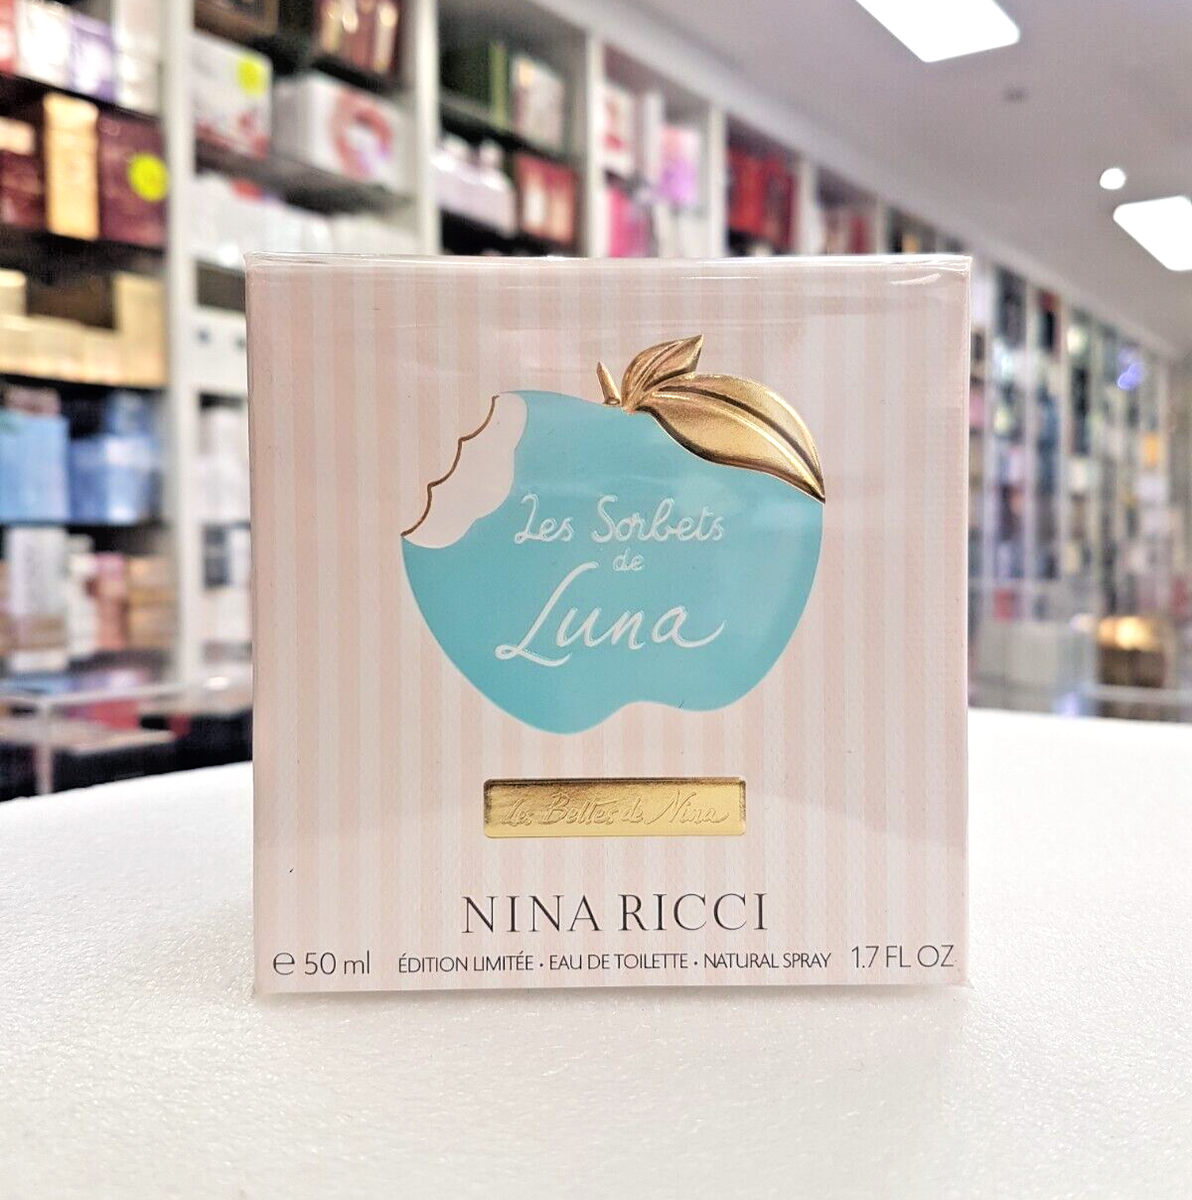 Les Sorbets
de
Luna
Les Belles de Nina
NINA RICCI
℮ 50 ml ÉDITION LIMITÉE • EAU DE TOILETTE • NATURAL SPRAY 1.7 FL OZ